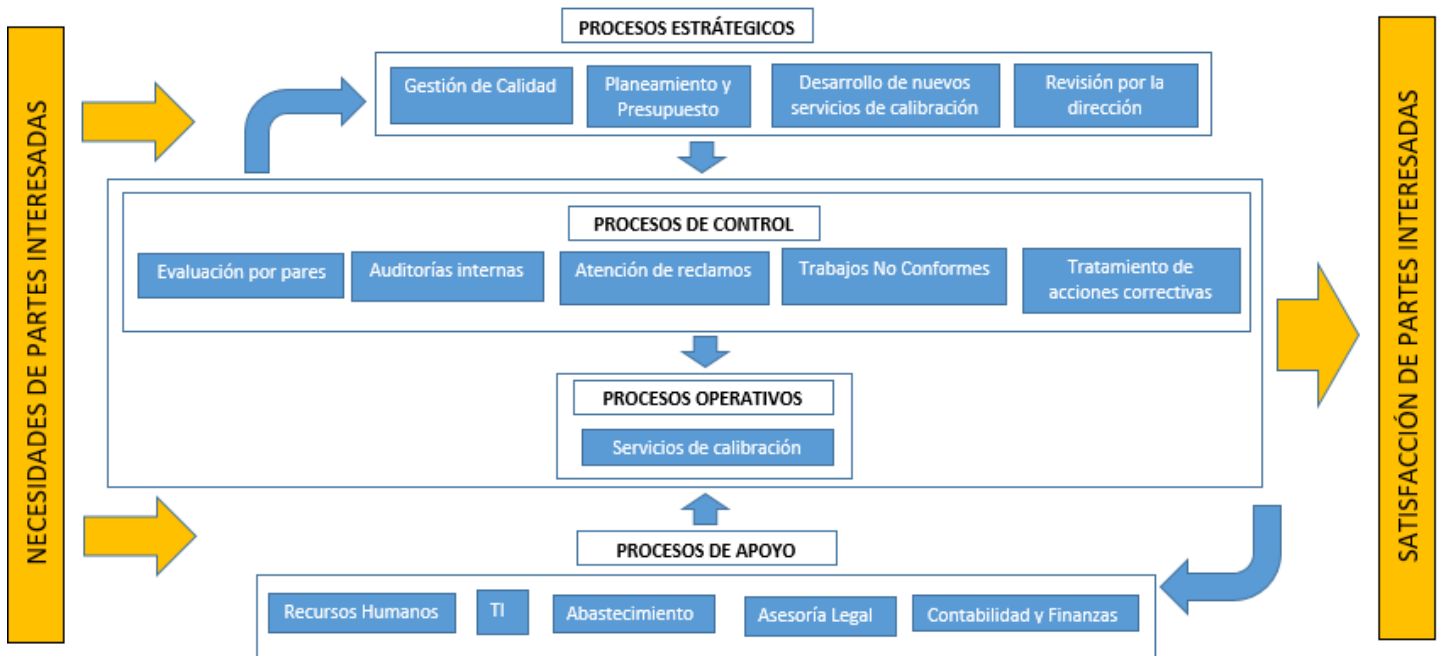 NECESIDADES DE PARTES INTERESADAS
PROCESOS ESTRÁTEGICOS
Gestión de Calidad
Planeamiento y
Presupuesto
Desarrollo de nuevos
servicios de calibración
Revisión por la
dirección
PROCESOS DE CONTROL
Evaluación por pares
Auditorías internas
Atención de reclamos
Trabajos No Conformes
Tratamiento de
acciones correctivas
PROCESOS OPERATIVOS
Servicios de calibración
PROCESOS DE APOYO
Recursos Humanos
TI
Abastecimiento
Asesoría Legal
Contabilidad y Finanzas
SATISFACCIÓN DE PARTES INTERESADAS